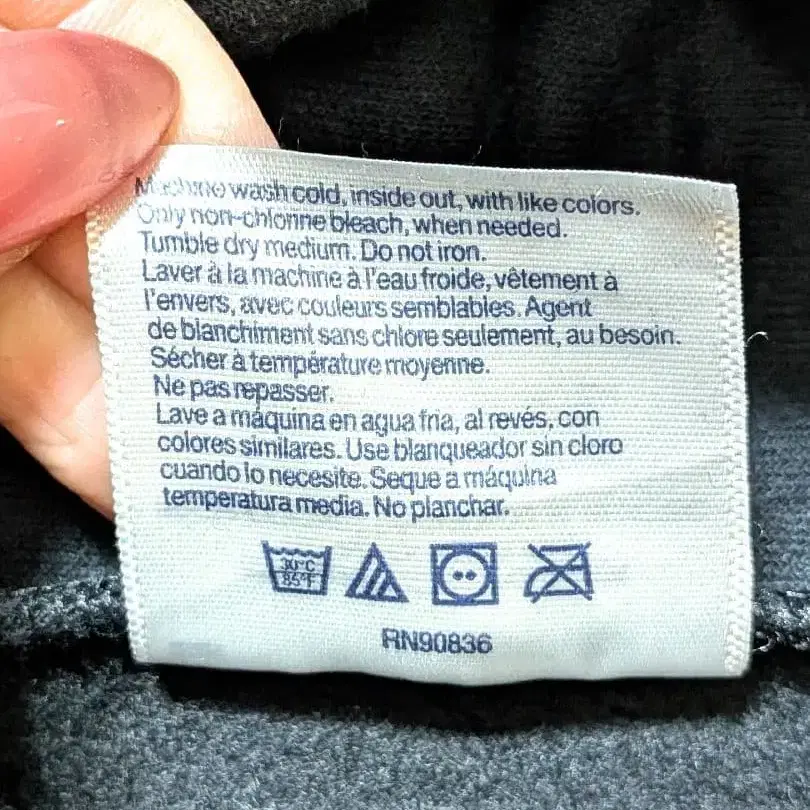 Machine wash cold, inside out, with like colors.
Only non-chlorine bleach, when needed.
Tumble dry medium. Do not iron.
Laver à la machine à l'eau froide, vêtement à
l'envers, avec couleurs semblables. Agent
de blanchiment sans chlore seulement, au besoin.
Sécher à température moyenne.
Ne pas repasser.
Lave a máquina en agua fria, al revés, con
colores similares. Use blanqueador sin cloro
cuando lo necesite. Seque a máquina
temperatura media. No planchar.
30°C
85°F
RN90836